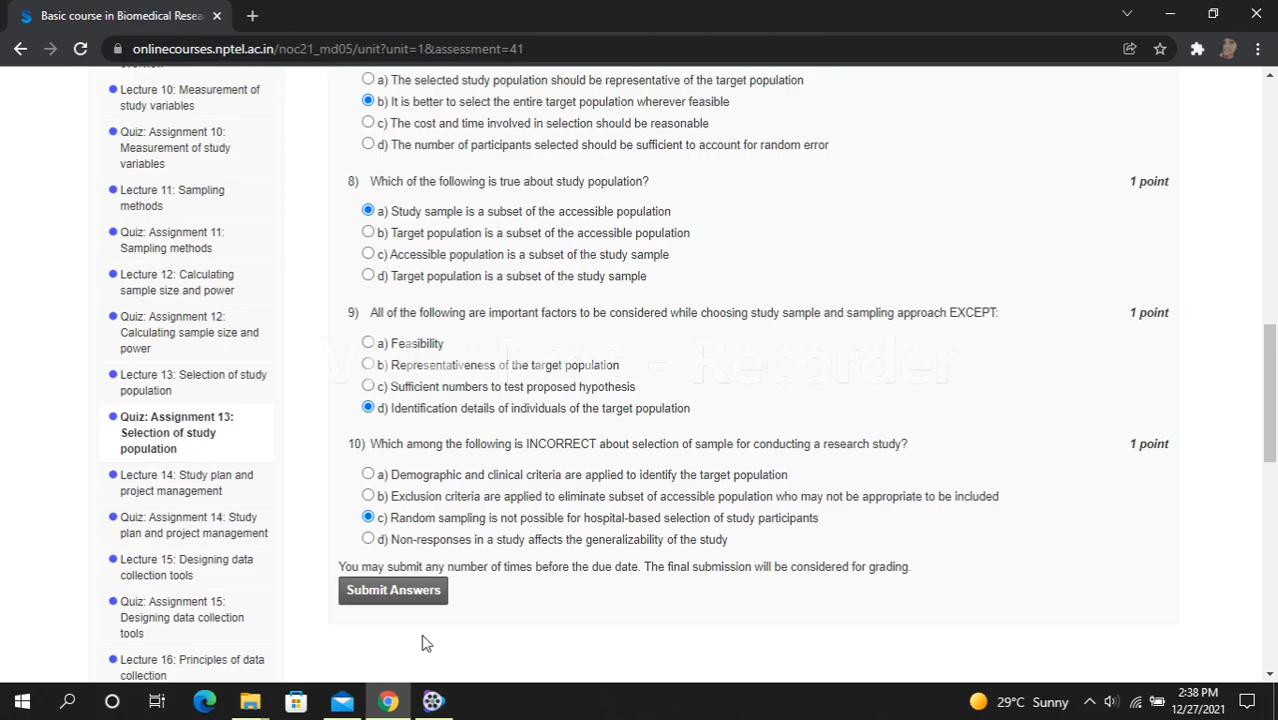 Basic course in Biomedical Resea
onlinecourses.nptel.ac.in/noc21_md05/unit?unit=1&assessment=41
Lecture 10: Measurement of
study variables
Quiz: Assignment 10:
Measurement of study
variables
Lecture 11: Sampling
methods
Quiz: Assignment 11:
Sampling methods
Lecture 12: Calculating
sample size and power
Quiz: Assignment 12:
Calculating sample size and
power
Lecture 13: Selection of study
population
Quiz: Assignment 13:
Selection of study
population
Lecture 14: Study plan and
project management
Quiz: Assignment 14: Study
plan and project management
Lecture 15: Designing data
collection tools
Quiz: Assignment 15:
Designing data collection
tools
Lecture 16: Principles of data
collection
a) The selected study population should be representative of the target population
b) It is better to select the entire target population wherever feasible
c) The cost and time involved in selection should be reasonable
d) The number of participants selected should be sufficient to account for random error
8) Which of the following is true about study population? 1 point
a) Study sample is a subset of the accessible population
b) Target population is a subset of the accessible population
c) Accessible population is a subset of the study sample
d) Target population is a subset of the study sample
9) All of the following are important factors to be considered while choosing study sample and sampling approach EXCEPT: 1 point
a) Feasibility
b) Representativeness of the target population
c) Sufficient numbers to test proposed hypothesis
d) Identification details of individuals of the target population
10) Which among the following is INCORRECT about selection of sample for conducting a research study? 1 point
a) Demographic and clinical criteria are applied to identify the target population
b) Exclusion criteria are applied to eliminate subset of accessible population who may not be appropriate to be included
c) Random sampling is not possible for hospital-based selection of study participants
d) Non-responses in a study affects the generalizability of the study
You may submit any number of times before the due date. The final submission will be considered for grading.
Submit Answers
- Recorder
29°C Sunny
2:38 PM
12/27/2021